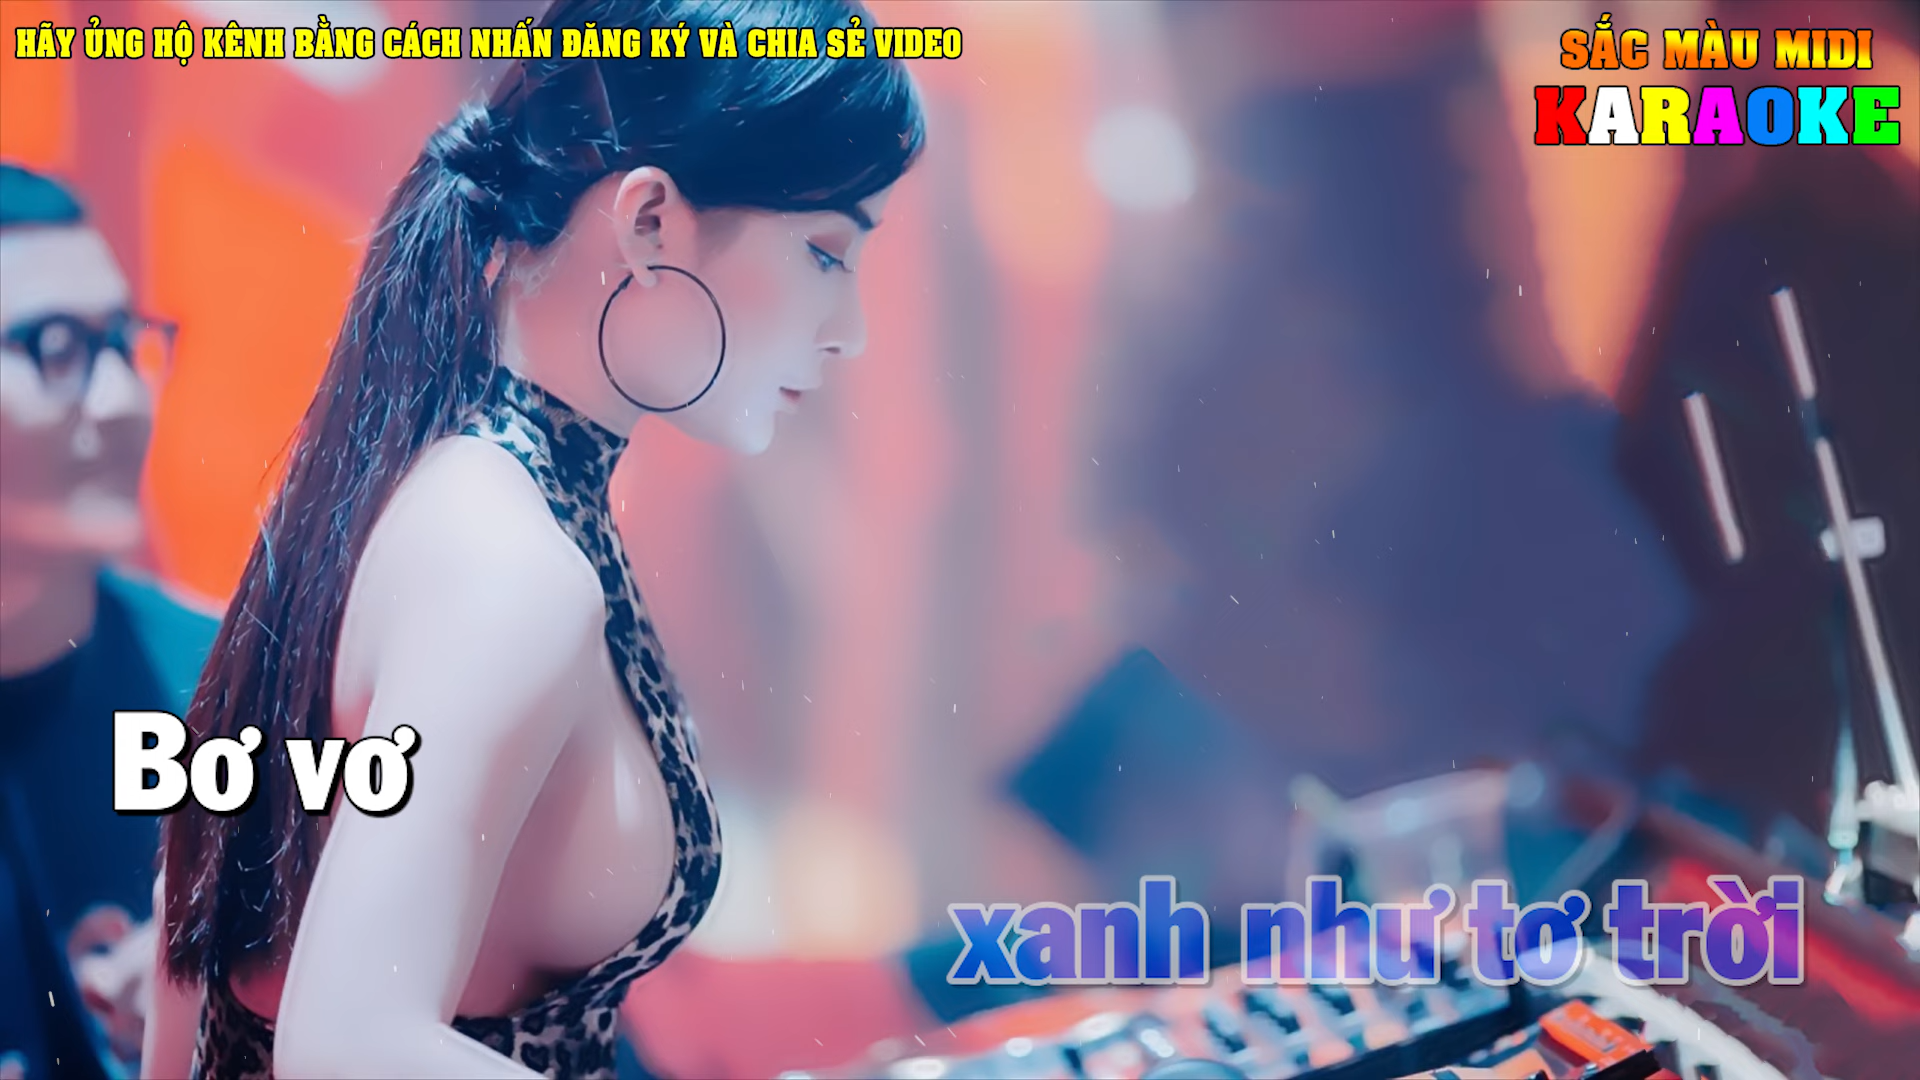 HÃY ỦNG HỘ KÊNH BẰNG CÁCH NHẤN ĐĂNG KÝ VÀ CHIA SẺ VIDEO
SẮC MÀU MIDI
KARAOKE
Bơ vơ
xanh như tơ trời